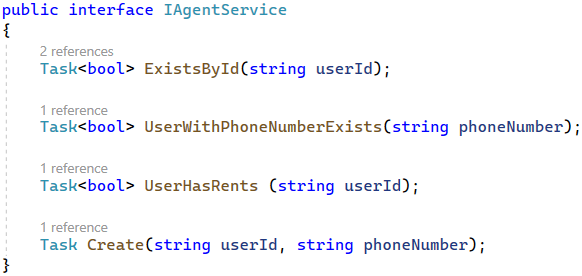 public interface IAgentService
{
2 references
Task<bool> ExistsById(string userId);
1 reference
Task<bool> UserWithPhoneNumberExists(string phoneNumber);
1 reference
Task<bool> UserHasRents (string userId);
1 reference
Task Create(string userId, string phoneNumber);
}